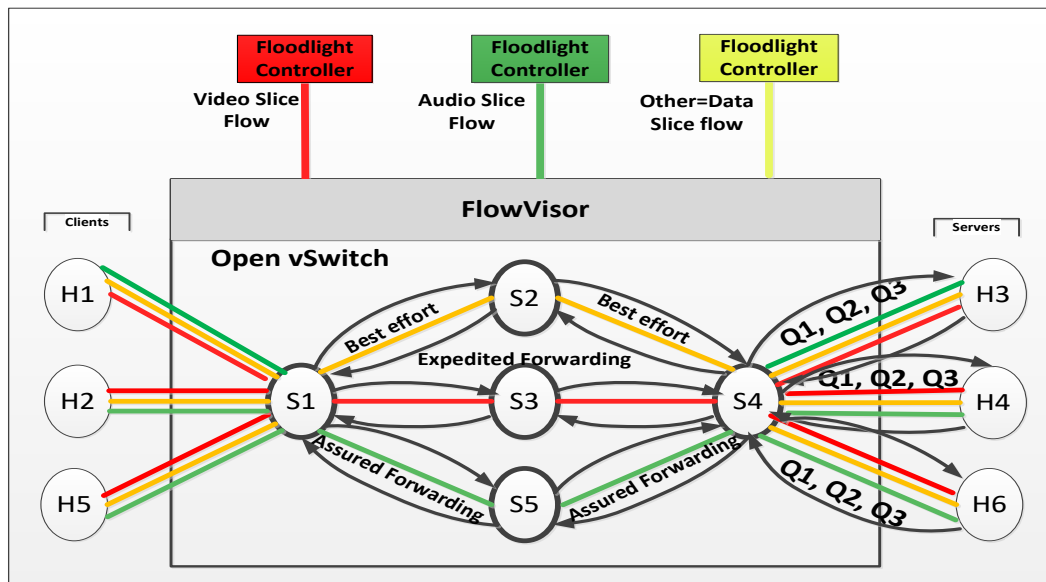 Floodlight
Controller
Floodlight
Controller
Floodlight
Controller
Video Slice
Flow
Audio Slice
Flow
Other=Data
Slice flow
FlowVisor
Clients
Servers
Open vSwitch
H1
S2
H3
Best effort
Best effort
Q1, Q2, Q3
Expedited Forwarding
H2
S1
S3
S4
Q1, Q2, Q3
H4
Assured Forwarding
Assured Forwarding
H5
S5
Q1, Q2, Q3
H6